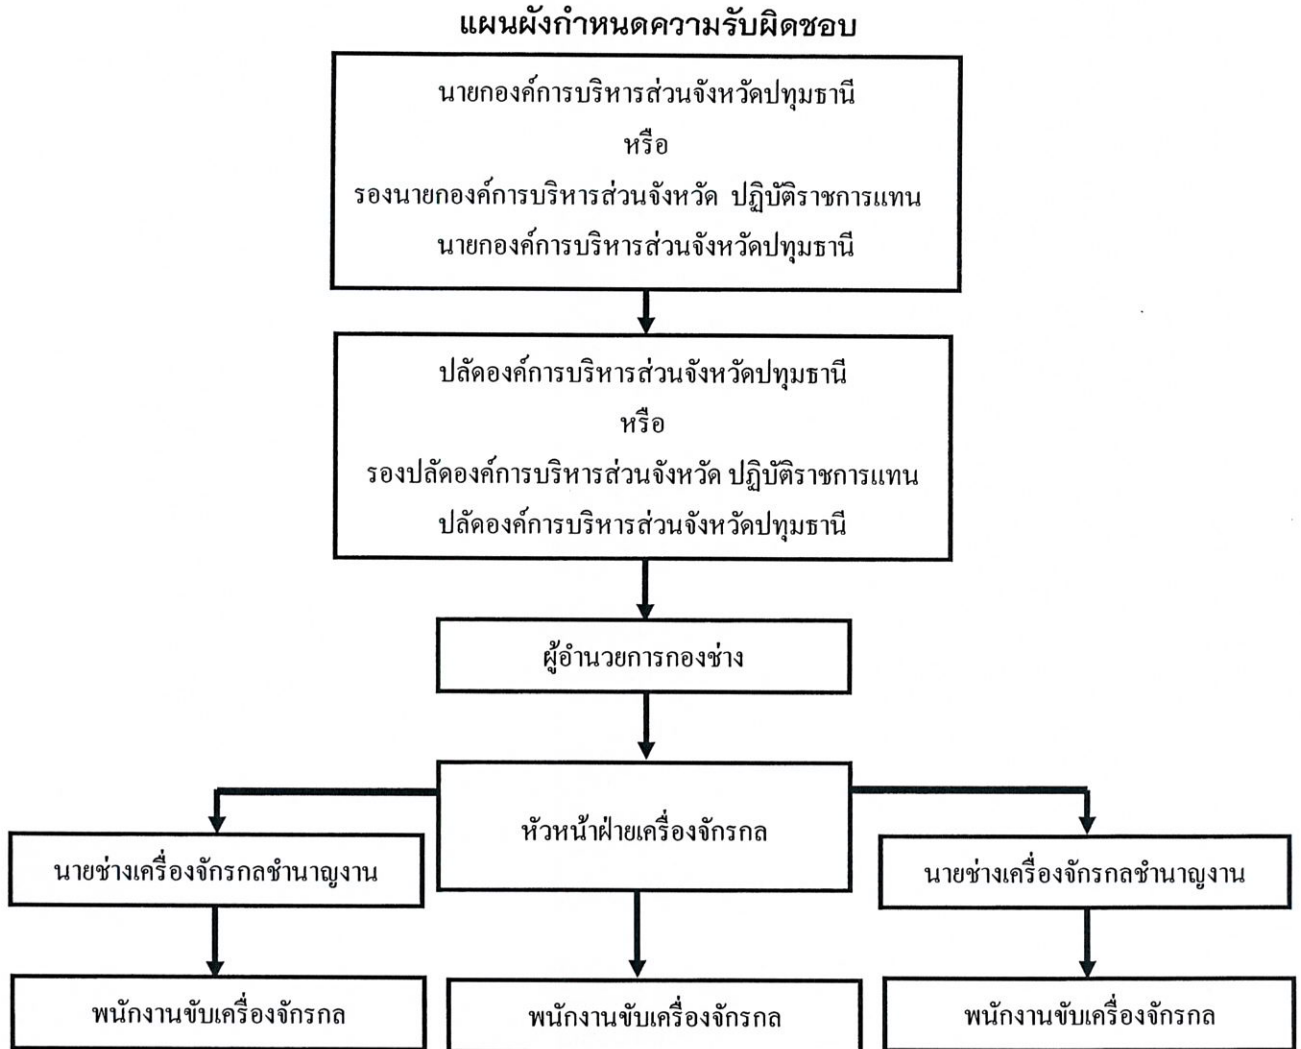 แผนผังกำหนดความรับผิดชอบ
นายกองค์การบริหารส่วนจังหวัดปทุมธานี
หรือ
รองนายกองค์การบริหารส่วนจังหวัด ปฏิบัติราชการแทน
นายกองค์การบริหารส่วนจังหวัดปทุมธานี
ปลัดองค์การบริหารส่วนจังหวัดปทุมธานี
หรือ
รองปลัดองค์การบริหารส่วนจังหวัด ปฏิบัติราชการแทน
ปลัดองค์การบริหารส่วนจังหวัดปทุมธานี
ผู้อำนวยการกองช่าง
หัวหน้าฝ่ายเครื่องจักรกล
นายช่างเครื่องจักรกลชำนาญงาน
นายช่างเครื่องจักรกลชำนาญงาน
พนักงานขับเครื่องจักรกล
พนักงานขับเครื่องจักรกล
พนักงานขับเครื่องจักรกล